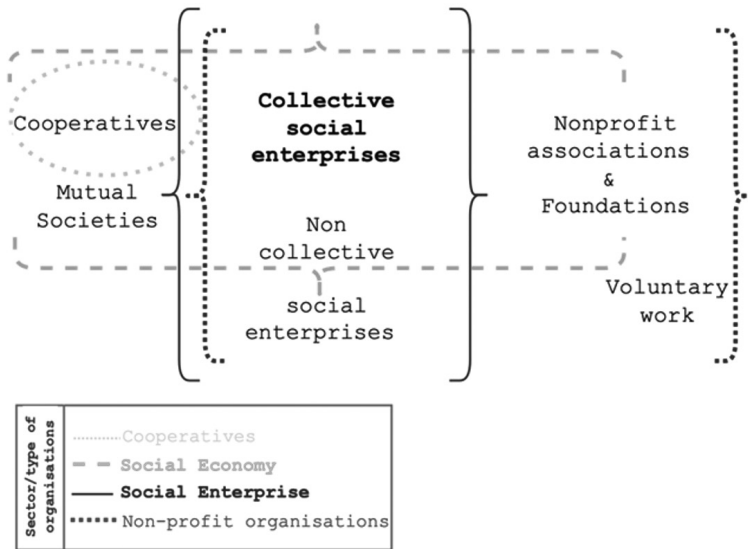 Cooperatives
Mutual
Societies
Collective
social
enterprises
Non
collective
social
enterprises
Nonprofit
associations
&
Foundations
Voluntary
work
Sector/type of
organisations
Cooperatives
Social Economy
Social Enterprise
Non-profit organisations